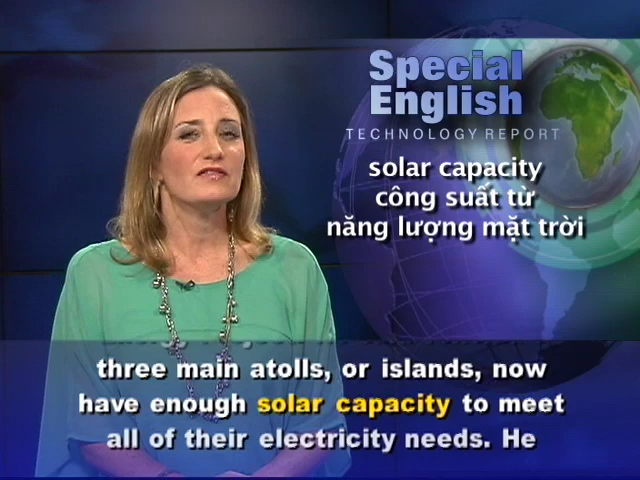 Special
English
TECHNOLOGY REPORT
solar capacity
công suất từ
năng lượng mặt trời
three main atolls, or islands, now
have enough solar capacity to meet
all of their electricity needs. He